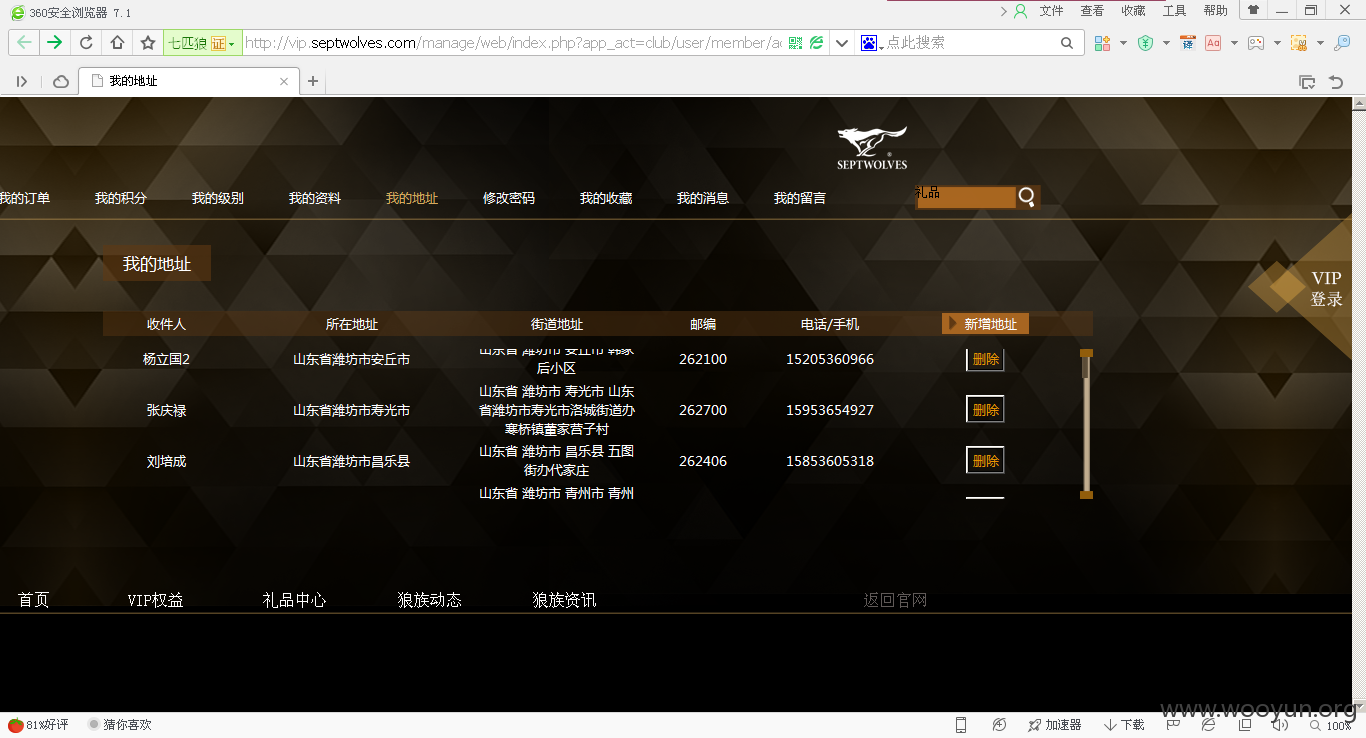 360安全浏览器 7.1
文件 查看 收藏 工具 帮助
七匹狼 证 http://vip.septwolves.com/manage/web/index.php?app_act=club/user/member/ad 点此搜索
我的地址
SEPTWOLVES
我的订单 我的积分 我的级别 我的资料 我的地址 修改密码 我的收藏 我的消息 我的留言 礼品
我的地址
VIP
登录
收件人 所在地址 街道地址 邮编 电话/手机 新增地址
杨立国2 山东省潍坊市安丘市 山东省 潍坊市 安丘市 韩家后小区 262100 15205360966 删除
张庆禄 山东省潍坊市寿光市 山东省 潍坊市 寿光市 山东省潍坊市寿光市洛城街道办寒桥镇董家营子村 262700 15953654927 删除
刘培成 山东省潍坊市昌乐县 山东省 潍坊市 昌乐县 五图街办代家庄 262406 15853605318 删除
山东省 潍坊市 青州市 青州
首页 VIP权益 礼品中心 狼族动态 狼族资讯 返回官网
www.wooyun.org
81%好评 猜你喜欢 加速器 下载 100%